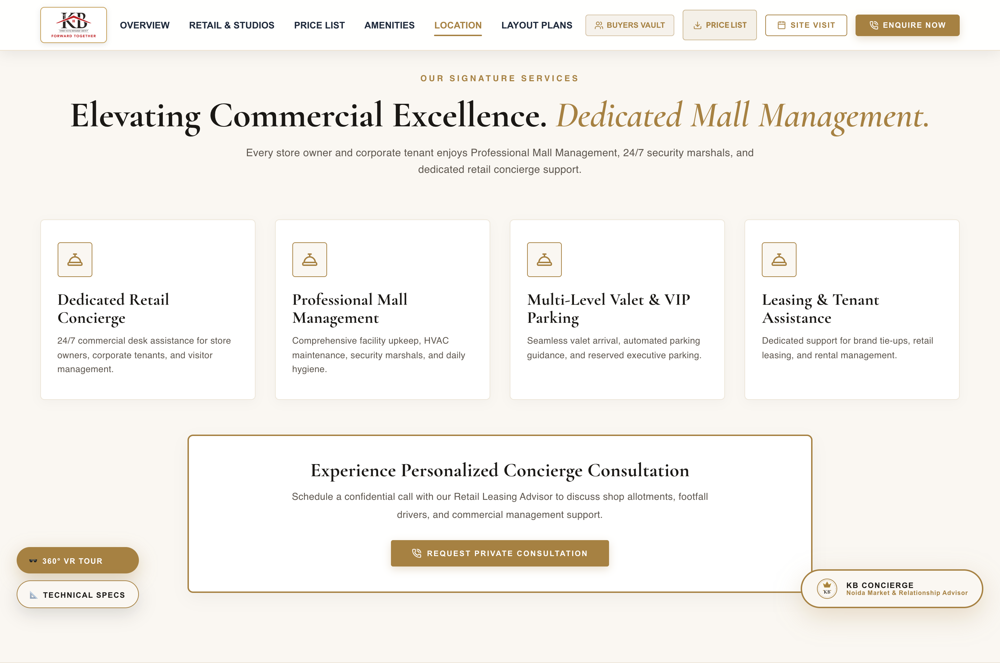 KB
SHREE KUNJ BIHARIJI GROUP
FORWARD TOGETHER
OVERVIEW
RETAIL & STUDIOS
PRICE LIST
AMENITIES
LOCATION
LAYOUT PLANS
BUYERS VAULT
PRICE LIST
SITE VISIT
ENQUIRE NOW
OUR SIGNATURE SERVICES
Elevating Commercial Excellence. Dedicated Mall Management.
Every store owner and corporate tenant enjoys Professional Mall Management, 24/7 security marshals, and
dedicated retail concierge support.
Dedicated Retail
Concierge
24/7 commercial desk assistance for store
owners, corporate tenants, and visitor
management.
Professional Mall
Management
Comprehensive facility upkeep, HVAC
maintenance, security marshals, and daily
hygiene.
Multi-Level Valet & VIP
Parking
Seamless valet arrival, automated parking
guidance, and reserved executive parking.
Leasing & Tenant
Assistance
Dedicated support for brand tie-ups, retail
leasing, and rental management.
Experience Personalized Concierge Consultation
Schedule a confidential call with our Retail Leasing Advisor to discuss shop allotments, footfall
drivers, and commercial management support.
REQUEST PRIVATE CONSULTATION
360° VR TOUR
TECHNICAL SPECS
KB
KB CONCIERGE
Noida Market & Relationship Advisor